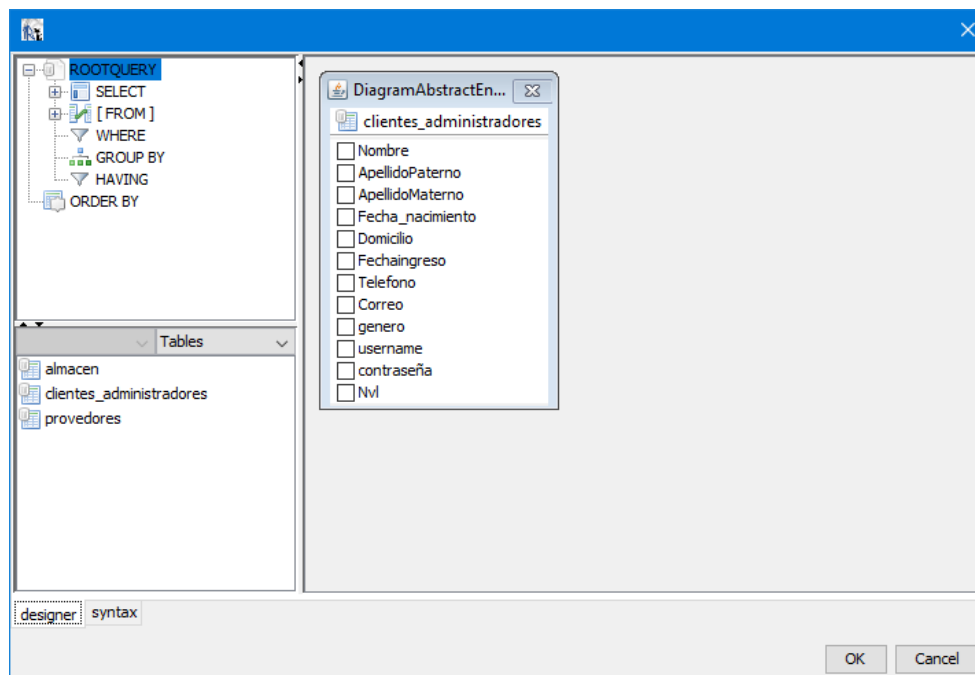 ROOTQUERY
SELECT
[ FROM ]
WHERE
GROUP BY
HAVING
ORDER BY
Tables
almacen
clientes_administradores
provedores
DiagramAbstractEn...
clientes_administradores
Nombre
ApellidoPaterno
ApellidoMaterno
Fecha_nacimiento
Domicilio
Fechaingreso
Telefono
Correo
genero
username
contraseña
Nvl
designer syntax
OK Cancel